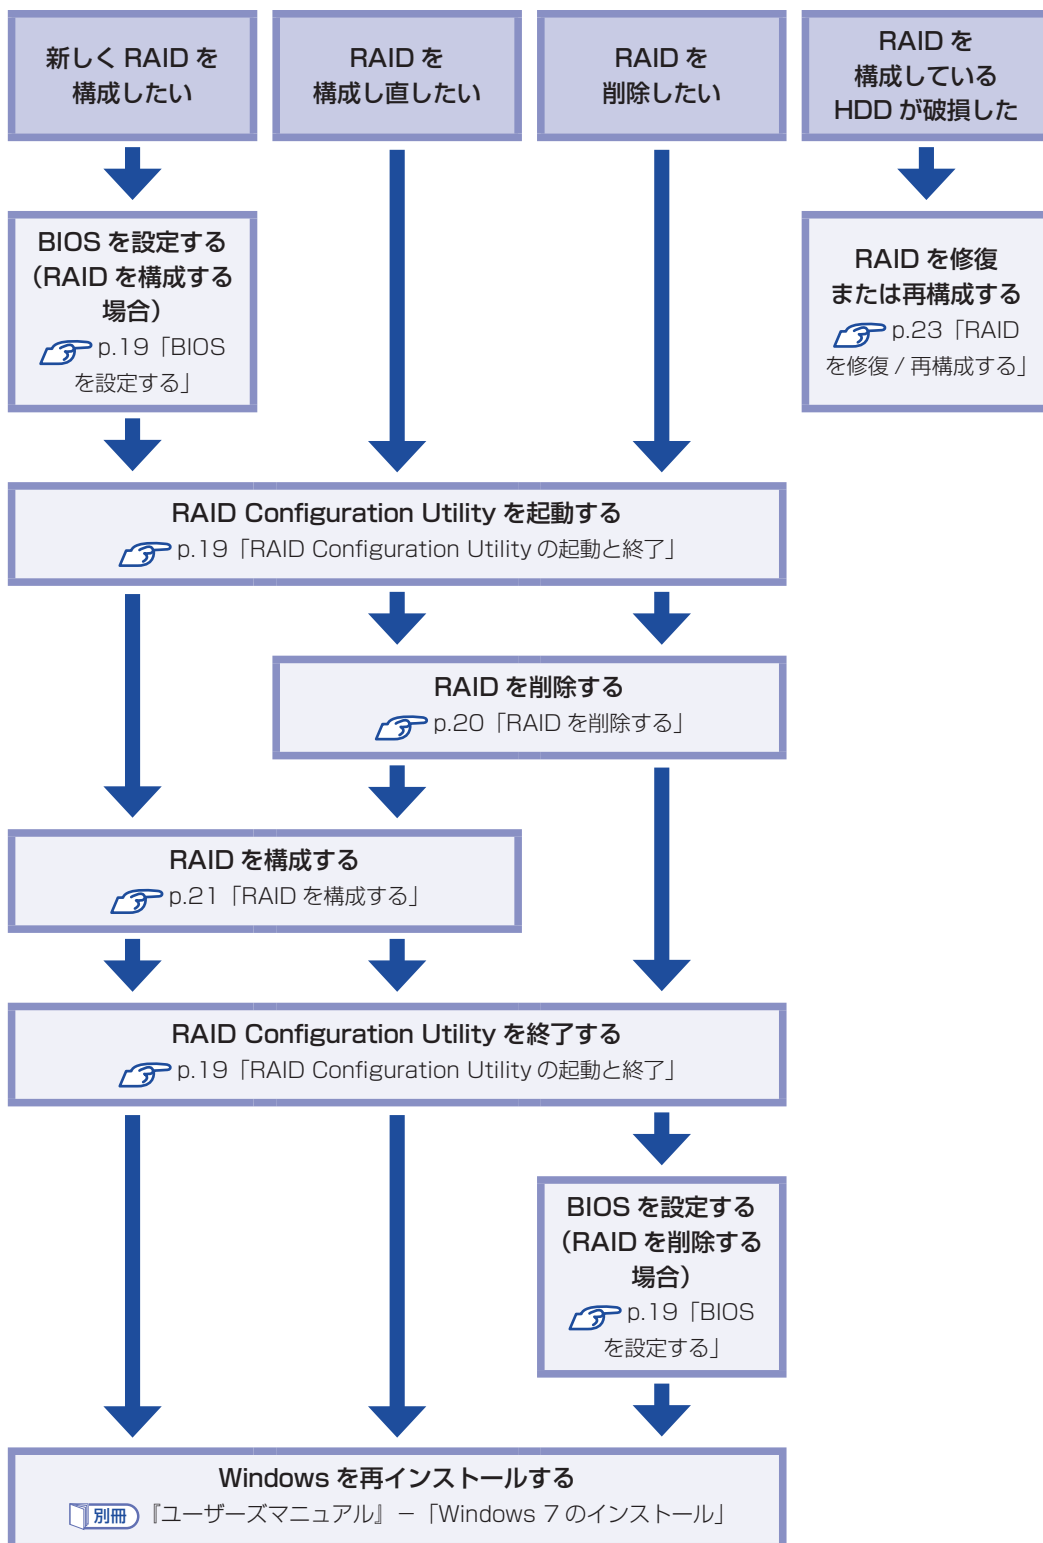 新しく RAID を
構成したい
RAID を
構成し直したい
RAID を
削除したい
RAID を
構成している
HDD が破損した
BIOS を設定する
（RAID を構成する
場合）
p.19「BIOS
を設定する」
RAID を修復
または再構成する
p.23「RAID
を修復 / 再構成する」
RAID Configuration Utility を起動する
p.19「RAID Configuration Utility の起動と終了」
RAID を削除する
p.20「RAID を削除する」
RAID を構成する
p.21「RAID を構成する」
RAID Configuration Utility を終了する
p.19「RAID Configuration Utility の起動と終了」
BIOS を設定する
（RAID を削除する
場合）
p.19「BIOS
を設定する」
Windows を再インストールする
別冊 『ユーザーズマニュアル』－「Windows 7 のインストール」